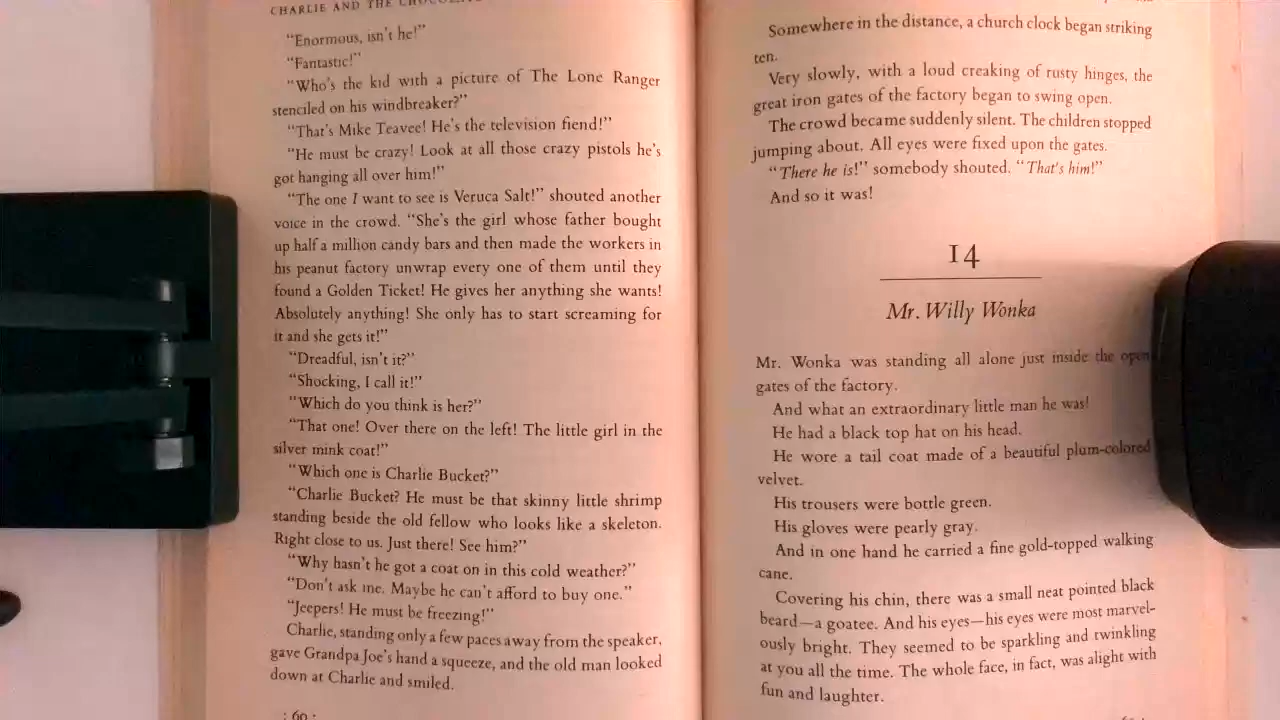 CHARLIE AND THE
“Enormous, isn't he!”
“Fantastic!”
“Who's the kid with a picture of The Lone Ranger
stenciled on his windbreaker?”
“That's Mike Teavee! He's the television fiend!”
“He must be crazy! Look at all those crazy pistols he's
got hanging all over him!”
“The one I want to see is Veruca Salt!” shouted another
voice in the crowd. “She's the girl whose father bought
up half a million candy bars and then made the workers in
his peanut factory unwrap every one of them until they
found a Golden Ticket! He gives her anything she wants!
Absolutely anything! She only has to start screaming for
it and she gets it!”
“Dreadful, isn't it?”
“Shocking, I call it!”
“Which do you think is her?”
“That one! Over there on the left! The little girl in the
silver mink coat!”
“Which one is Charlie Bucket?”
“Charlie Bucket? He must be that skinny little shrimp
standing beside the old fellow who looks like a skeleton.
Right close to us. Just there! See him?”
“Why hasn't he got a coat on in this cold weather?”
“Don't ask me. Maybe he can't afford to buy one.”
“Jeepers! He must be freezing!”
Charlie, standing only a few paces away from the speaker,
gave Grandpa Joe's hand a squeeze, and the old man looked
down at Charlie and smiled.
: 60 :
Somewhere in the distance, a church clock began striking
ten.
Very slowly, with a loud creaking of rusty hinges, the
great iron gates of the factory began to swing open.
The crowd became suddenly silent. The children stopped
jumping about. All eyes were fixed upon the gates.
“There he is!” somebody shouted. “That's him!”
And so it was!
14
Mr. Willy Wonka
Mr. Wonka was standing all alone just inside the open
gates of the factory.
And what an extraordinary little man he was!
He had a black top hat on his head.
He wore a tail coat made of a beautiful plum-colored
velvet.
His trousers were bottle green.
His gloves were pearly gray.
And in one hand he carried a fine gold-topped walking
cane.
Covering his chin, there was a small neat pointed black
beard—a goatee. And his eyes—his eyes were most marvel-
ously bright. They seemed to be sparkling and twinkling
at you all the time. The whole face, in fact, was alight with
fun and laughter.